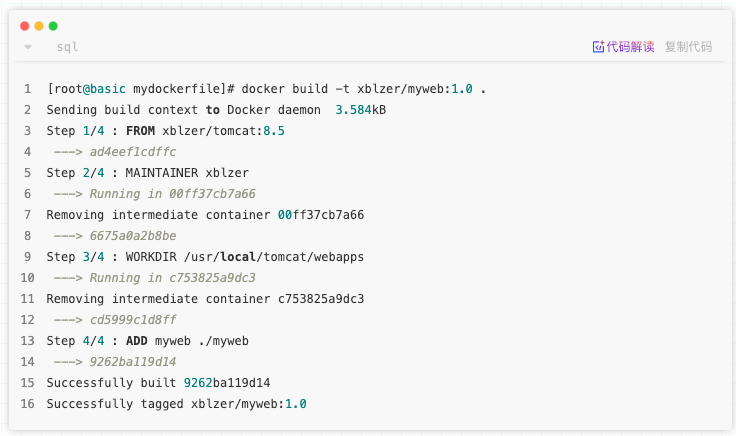 sql
代码解读 复制代码
1 [root@basic mydockerfile]# docker build -t xblzer/myweb:1.0 .
2 Sending build context to Docker daemon  3.584kB
3 Step 1/4 : FROM xblzer/tomcat:8.5
4  ---> ad4eef1cdffc
5 Step 2/4 : MAINTAINER xblzer
6  ---> Running in 00ff37cb7a66
7 Removing intermediate container 00ff37cb7a66
8  ---> 6675a0a2b8be
9 Step 3/4 : WORKDIR /usr/local/tomcat/webapps
10  ---> Running in c753825a9dc3
11 Removing intermediate container c753825a9dc3
12  ---> cd5999c1d8ff
13 Step 4/4 : ADD myweb ./myweb
14  ---> 9262ba119d14
15 Successfully built 9262ba119d14
16 Successfully tagged xblzer/myweb:1.0